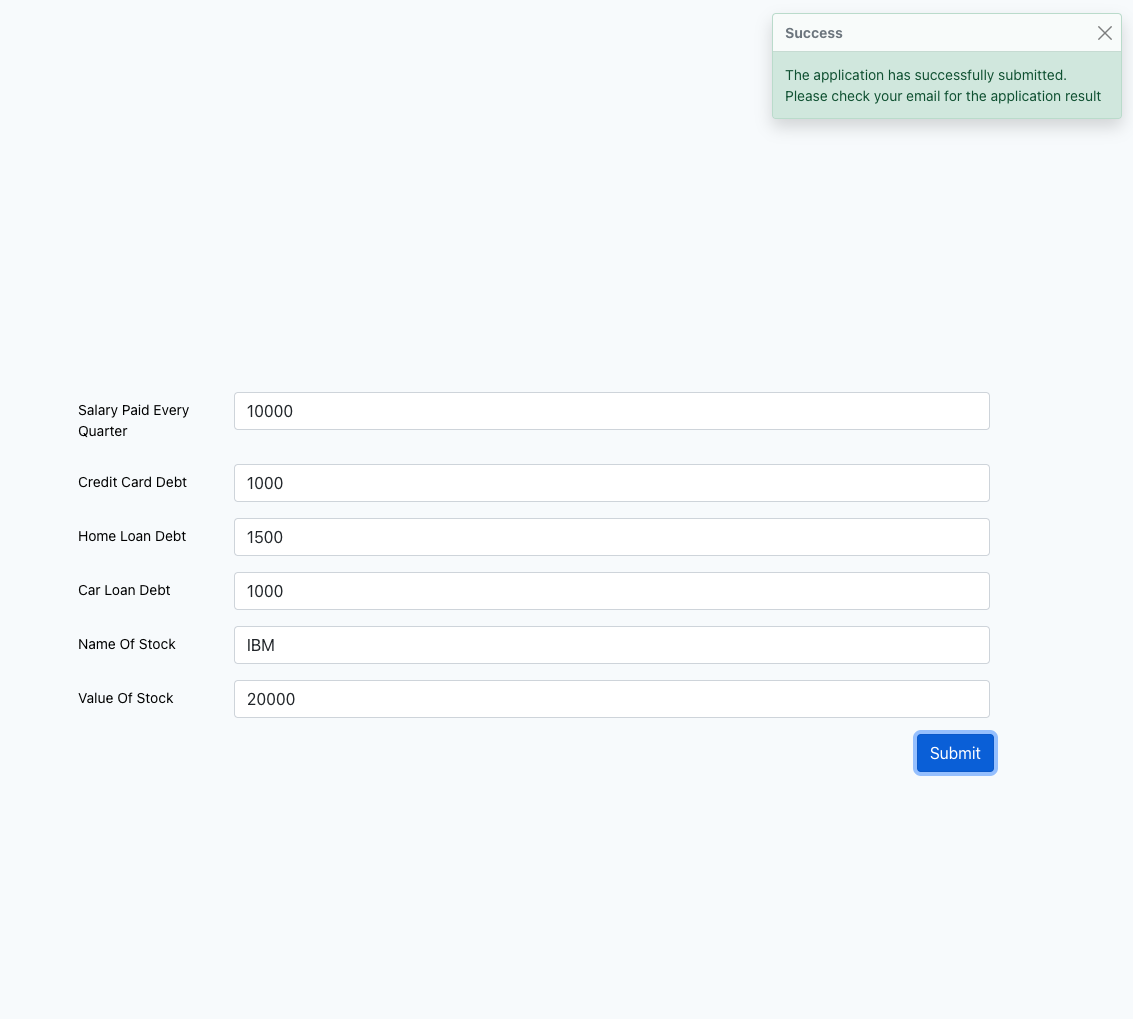 Success
The application has successfully submitted.
Please check your email for the application result
Salary Paid Every
Quarter
10000
Credit Card Debt
1000
Home Loan Debt
1500
Car Loan Debt
1000
Name Of Stock
IBM
Value Of Stock
20000
Submit